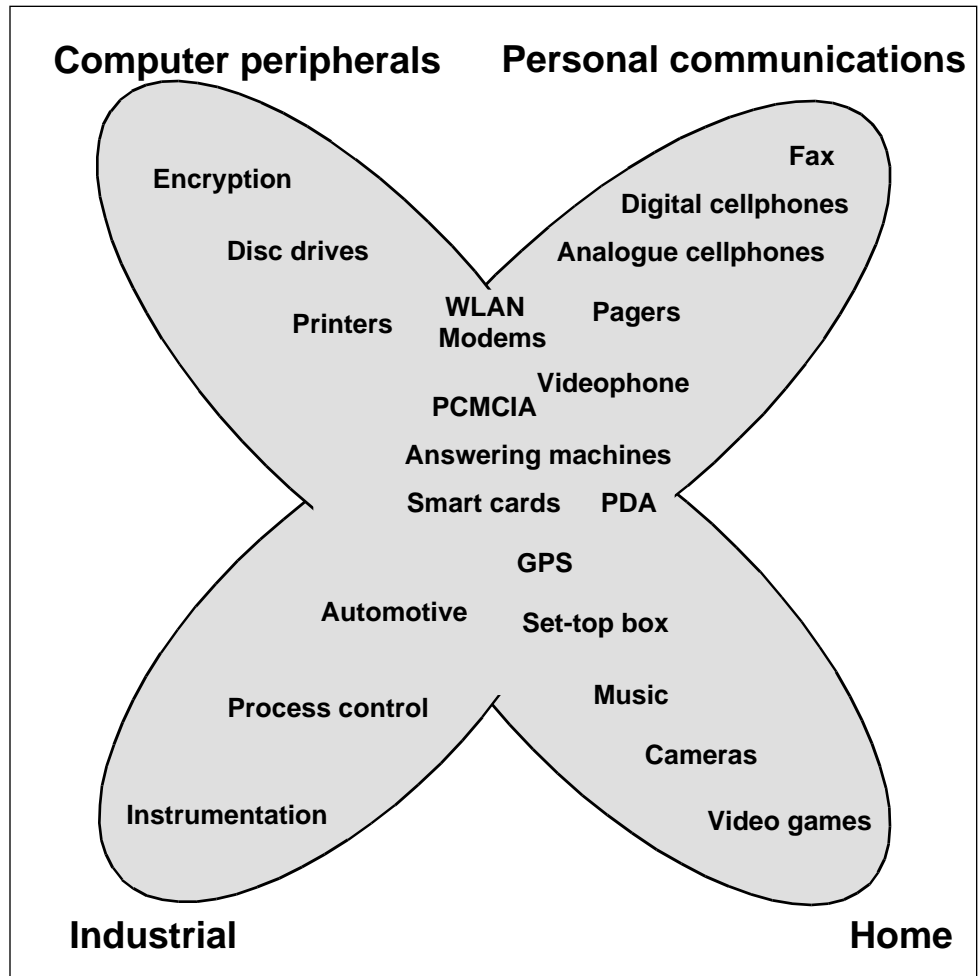 Computer peripherals
Personal communications
Fax
Encryption
Digital cellphones
Disc drives
Analogue cellphones
WLAN
Modems
Pagers
Printers
Videophone
PCMCIA
Answering machines
Smart cards
PDA
GPS
Automotive
Set-top box
Music
Process control
Cameras
Instrumentation
Video games
Industrial
Home